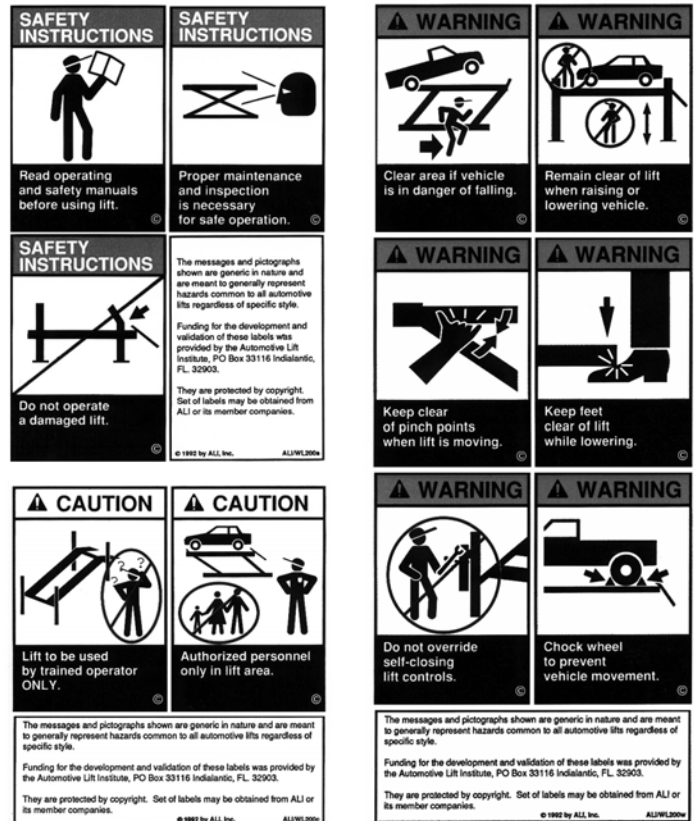 SAFETY
INSTRUCTIONS
Read operating
and safety manuals
before using lift.
©
SAFETY
INSTRUCTIONS
Proper maintenance
and inspection
is necessary
for safe operation.
©
SAFETY
INSTRUCTIONS
Do not operate
a damaged lift.
©
The messages and pictographs
shown are generic in nature and
are meant to generally represent
hazards common to all automotive
lifts regardless of specific style.
Funding for the development and
validation of these labels was
provided by the Automotive Lift
Institute, PO Box 33116 Indialantic,
FL. 32903.
They are protected by copyright.
Set of labels may be obtained from
ALI or its member companies.
© 1992 by ALI, Inc. ALI/WL200s
CAUTION
? ? ?
Lift to be used
by trained operator
ONLY.
©
CAUTION
Authorized personnel
only in lift area.
©
The messages and pictographs shown are generic in nature and are meant
to generally represent hazards common to all automotive lifts regardless of
specific style.
Funding for the development and validation of these labels was provided by
the Automotive Lift Institute, PO Box 33116 Indialantic, FL. 32903.
They are protected by copyright. Set of labels may be obtained from ALI or
its member companies.
© 1992 by ALI, Inc. ALI/WL200c
WARNING
Clear area if vehicle
is in danger of falling.
©
WARNING
Remain clear of lift
when raising or
lowering vehicle.
©
WARNING
Keep clear
of pinch points
when lift is moving.
©
WARNING
Keep feet
clear of lift
while lowering.
©
WARNING
Do not override
self-closing
lift controls.
©
WARNING
Chock wheel
to prevent
vehicle movement.
©
The messages and pictographs shown are generic in nature and are meant
to generally represent hazards common to all automotive lifts regardless of
specific style.
Funding for the development and validation of these labels was provided by
the Automotive Lift Institute, PO Box 33116 Indialantic, FL. 32903.
They are protected by copyright. Set of labels may be obtained from ALI or
its member companies.
© 1992 by ALI, Inc. ALI/WL200w